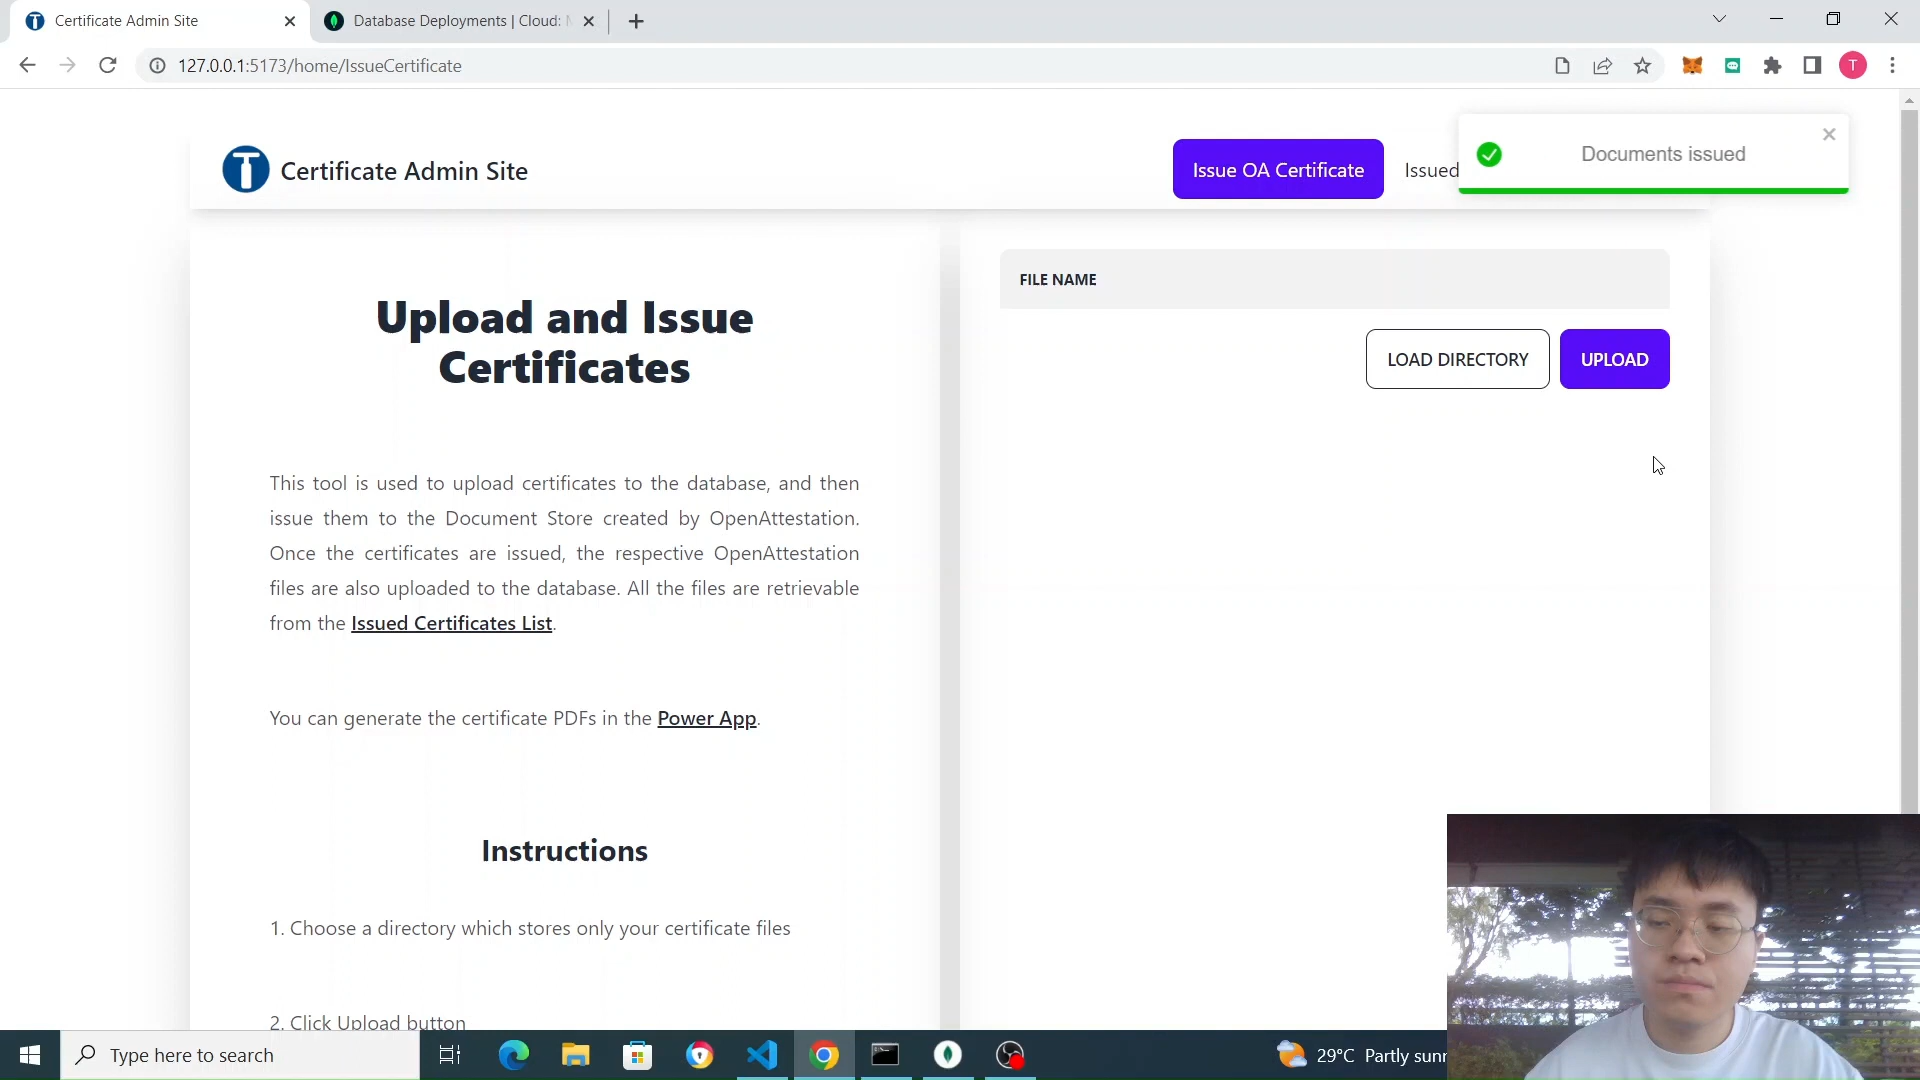 Certificate Admin Site
Database Deployments | Cloud:
127.0.0.1:5173/home/IssueCertificate
T
T Certificate Admin Site
Issue OA Certificate
Issued
Documents issued
Upload and Issue
Certificates
This tool is used to upload certificates to the database, and then
issue them to the Document Store created by OpenAttestation.
Once the certificates are issued, the respective OpenAttestation
files are also uploaded to the database. All the files are retrievable
from the Issued Certificates List.
You can generate the certificate PDFs in the Power App.
Instructions
1. Choose a directory which stores only your certificate files
2. Click Upload button
FILE NAME
LOAD DIRECTORY
UPLOAD
Type here to search
29°C Partly sunn